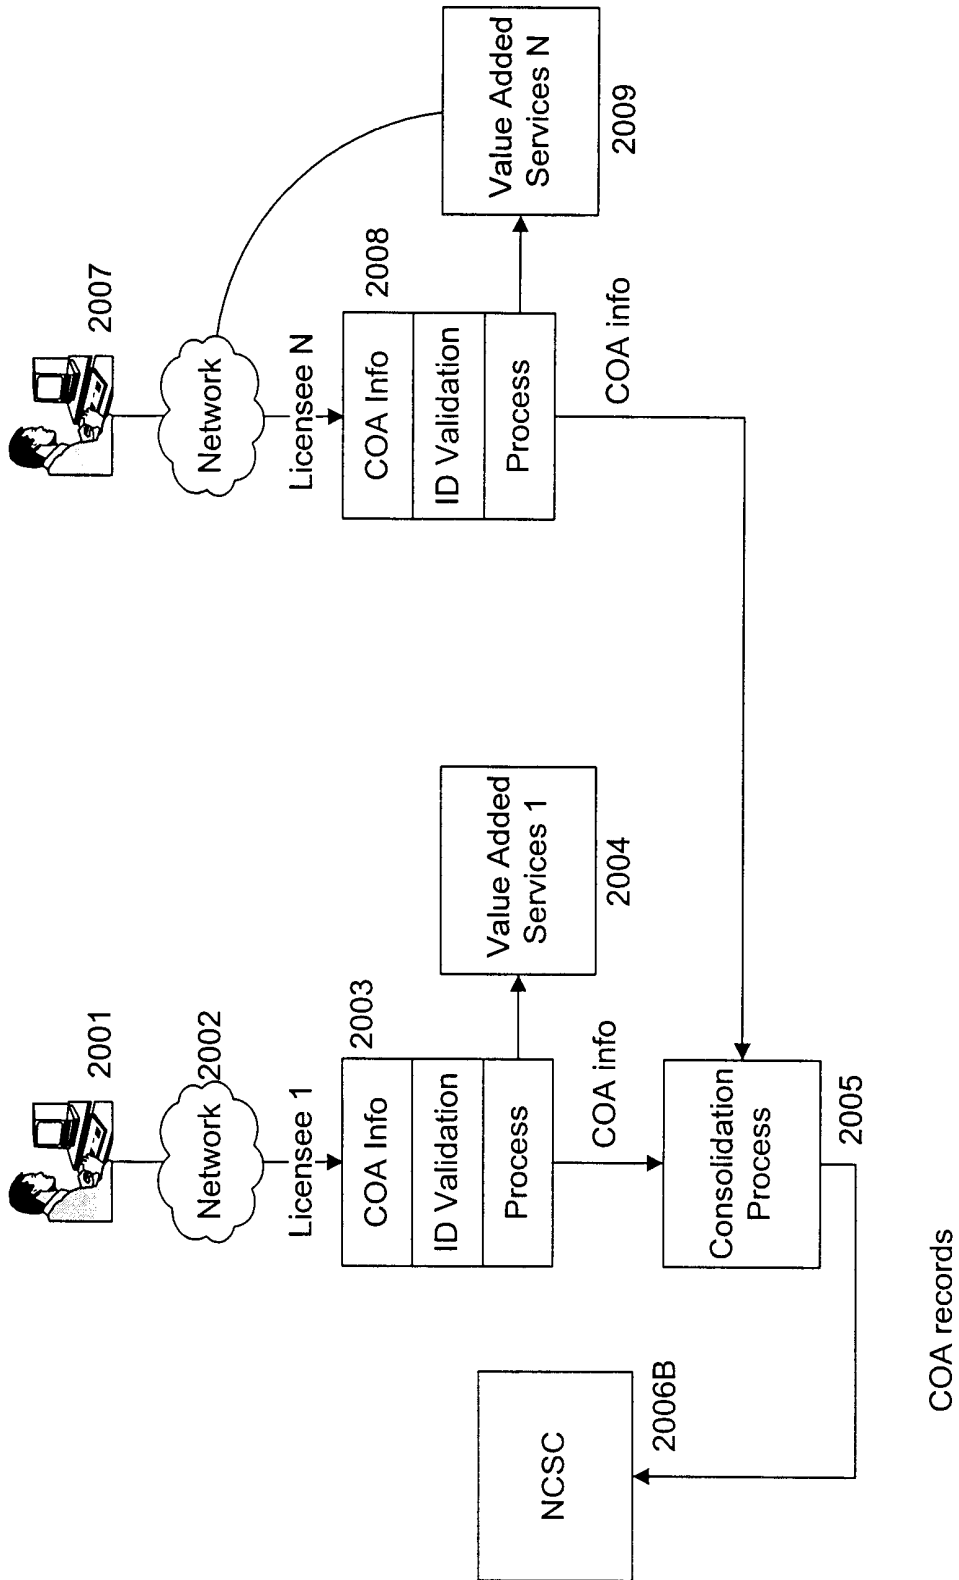 2001
Network
2002
Licensee 1
2003
COA Info
ID Validation
Process
Value Added
Services 1
2004
COA info
Consolidation
Process
2005
NCSC
2006B
COA records
2007
Network
Licensee N
2008
COA Info
ID Validation
Process
Value Added
Services N
2009
COA info